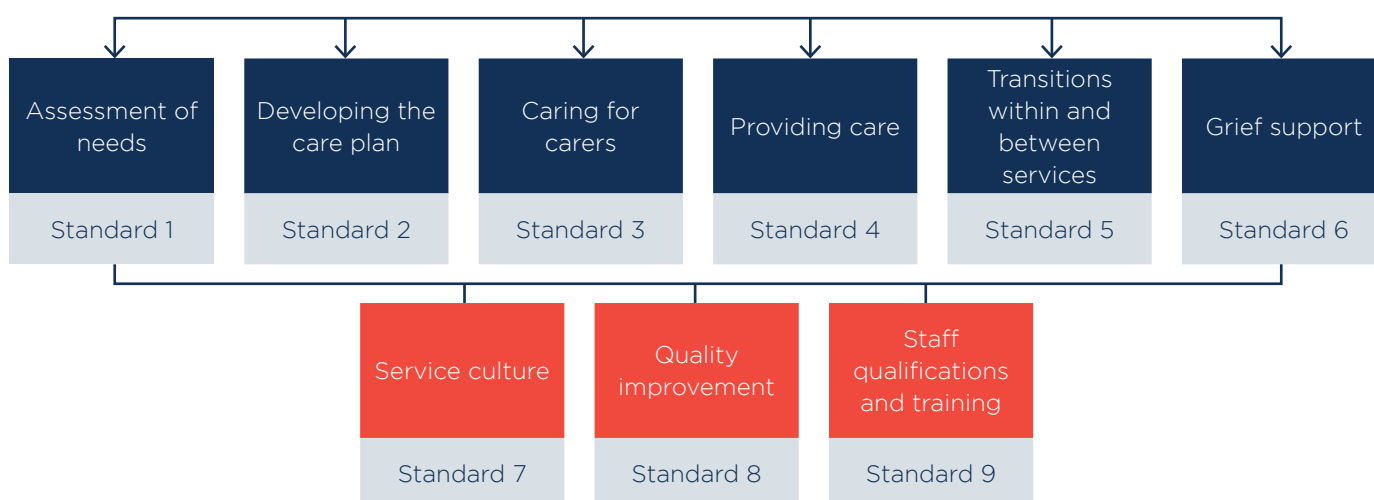 Assessment of
needs
Standard 1
Developing the
care plan
Standard 2
Caring for
carers
Standard 3
Providing care
Standard 4
Transitions
within and
between
services
Standard 5
Grief support
Standard 6
Service culture
Standard 7
Quality
improvement
Standard 8
Staff
qualifications
and training
Standard 9